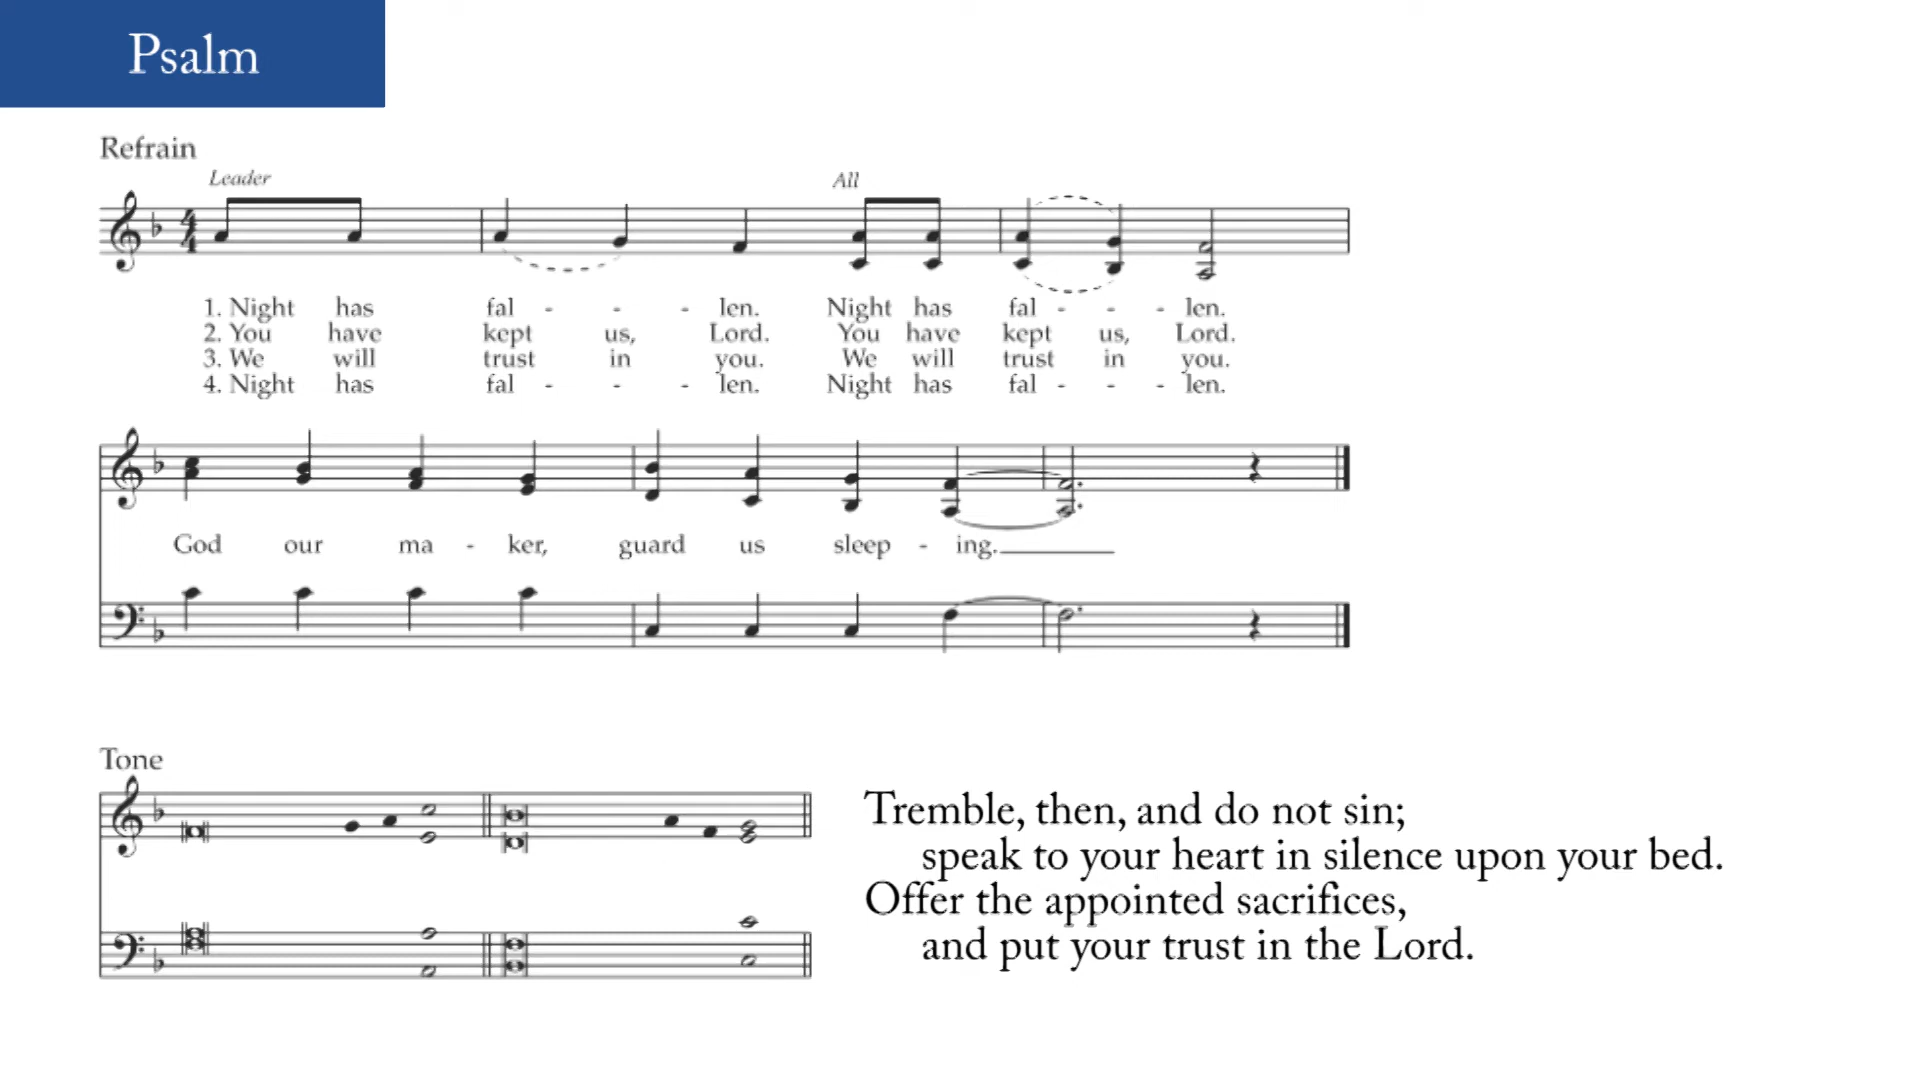 Psalm
Refrain
Leader
All
1. Night has fal - - - len. Night has fal - - - len.
2. You have kept us, Lord. You have kept us, Lord.
3. We will trust in you. We will trust in you.
4. Night has fal - - - len. Night has fal - - - len.
God our ma - ker, guard us sleep - ing.
Tone
Tremble, then, and do not sin;
speak to your heart in silence upon your bed.
Offer the appointed sacrifices,
and put your trust in the Lord.